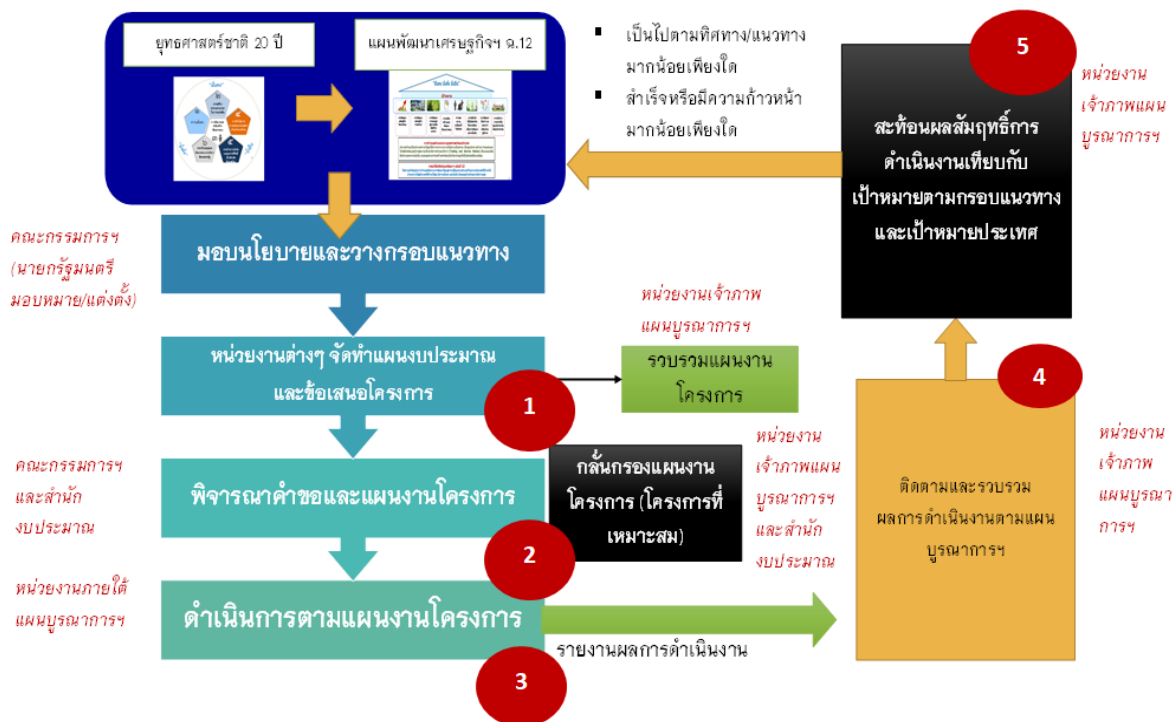 ยุทธศาสตร์ชาติ 20 ปี
แผนพัฒนาเศรษฐกิจฯ ฉ.12
▪ เป็นไปตามทิศทาง/แนวทาง
มากน้อยเพียงใด
▪ สำเร็จหรือมีความก้าวหน้า
มากน้อยเพียงใด
5
หน่วยงาน
เจ้าภาพแผน
บูรณาการฯ
สะท้อนผลสัมฤทธิ์การ
ดำเนินงานเทียบกับ
เป้าหมายตามกรอบแนวทาง
และเป้าหมายประเทศ
คณะกรรมการฯ
(นายกรัฐมนตรี
มอบหมาย/แต่งตั้ง)
มอบนโยบายและวางกรอบแนวทาง
หน่วยงานต่างๆ จัดทำแผนงบประมาณ
และข้อเสนอโครงการ
1
หน่วยงานเจ้าภาพ
แผนบูรณาการฯ
รวบรวมแผนงาน
โครงการ
คณะกรรมการฯ
และสำนัก
งบประมาณ
พิจารณาคำขอและแผนงานโครงการ
2
กลั่นกรองแผนงาน
โครงการ (โครงการที่
เหมาะสม)
หน่วยงาน
เจ้าภาพแผน
บูรณาการฯ
และสำนัก
งบประมาณ
หน่วยงานภายใต้
แผนบูรณาการฯ
ดำเนินการตามแผนงานโครงการ
3
รายงานผลการดำเนินงาน
4
ติดตามและรวบรวม
ผลการดำเนินงานตามแผน
บูรณาการฯ
หน่วยงาน
เจ้าภาพ
แผนบูรณา
การฯ